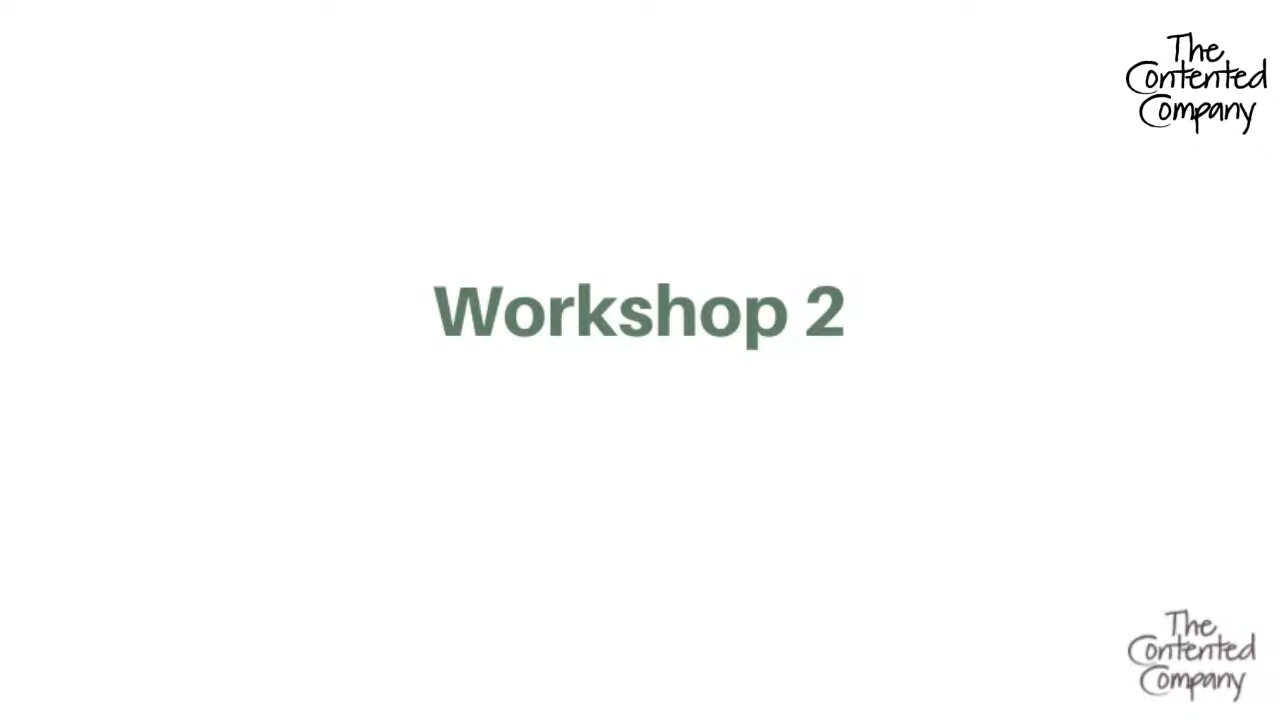 The
Contented
Company
Workshop 2
The
Contented
Company